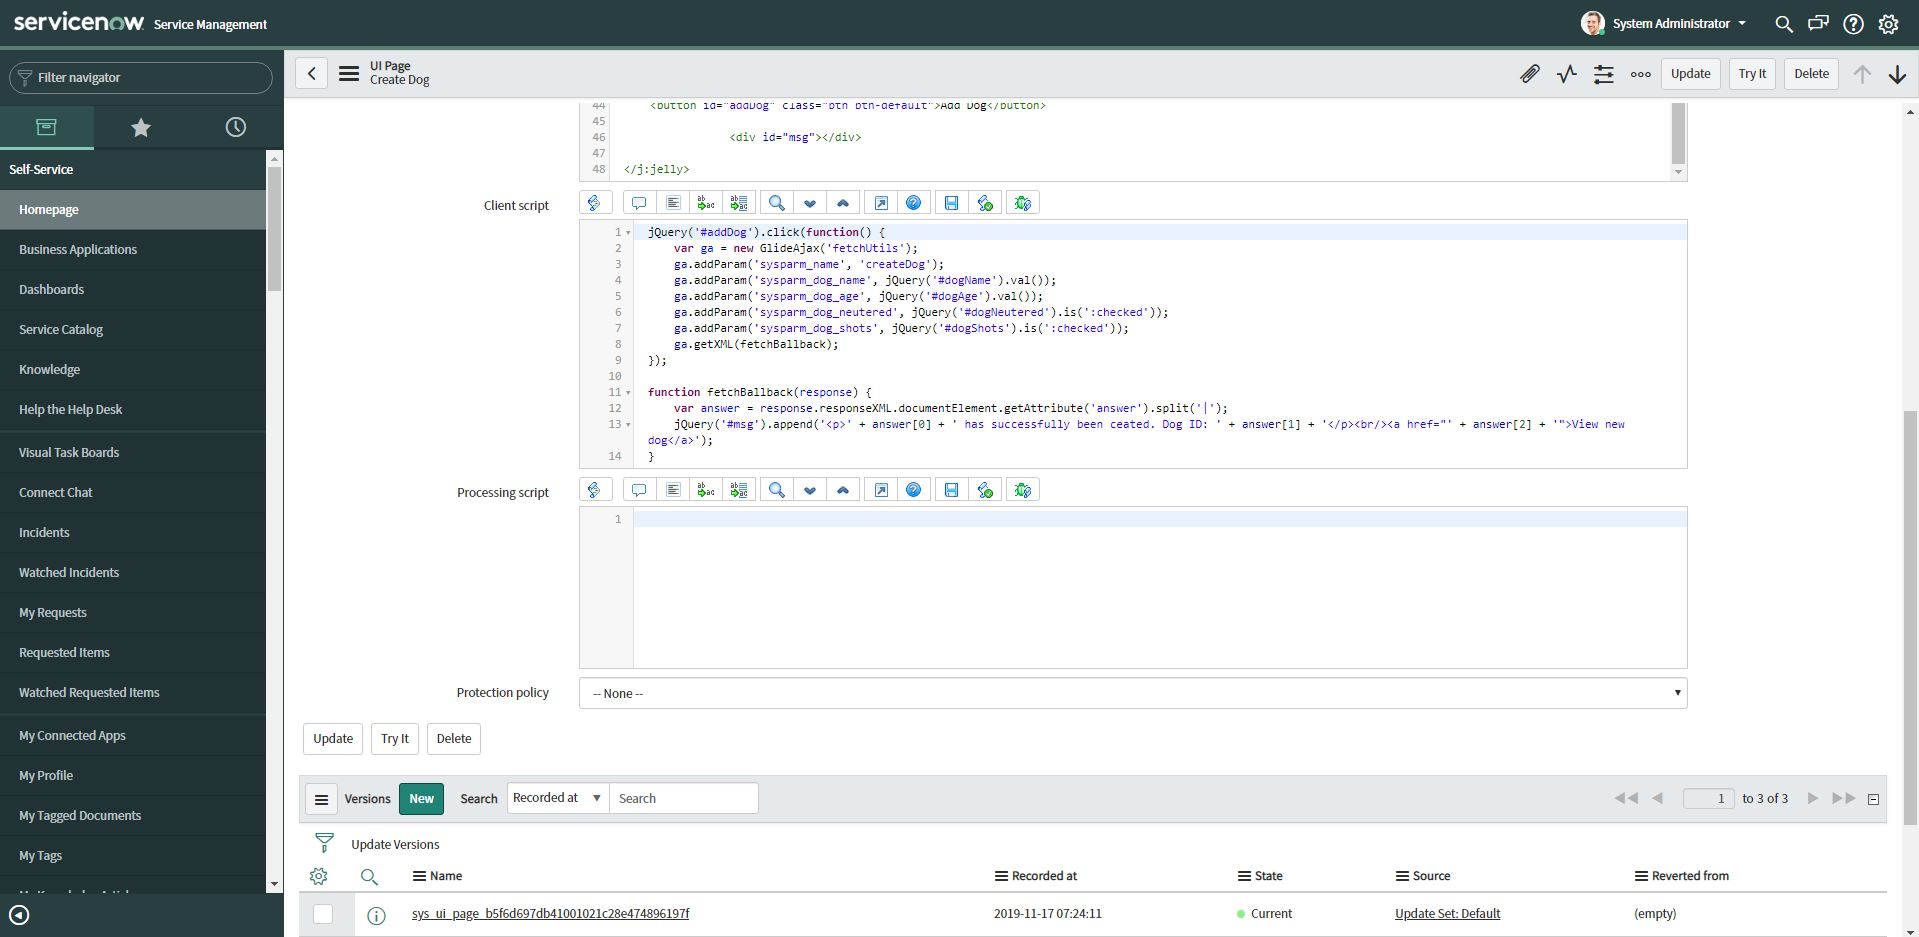 servicenow Service Management
System Administrator
Filter navigator
UI Page
Create Dog
Update
Try It
Delete
Self-Service
Homepage
Business Applications
Dashboards
Service Catalog
Knowledge
Help the Help Desk
Visual Task Boards
Connect Chat
Incidents
Watched Incidents
My Requests
Requested Items
Watched Requested Items
My Connected Apps
My Profile
My Tagged Documents
My Tags
44 <button id="addDog" class="btn btn-default">Add Dog</button>
45
46 <div id="msg"></div>
47
48 </j:jelly>
Client script
1 jQuery('#addDog').click(function() {
2 var ga = new GlideAjax('fetchUtils');
3 ga.addParam('sysparm_name', 'createDog');
4 ga.addParam('sysparm_dog_name', jQuery('#dogName').val());
5 ga.addParam('sysparm_dog_age', jQuery('#dogAge').val());
6 ga.addParam('sysparm_dog_neutered', jQuery('#dogNeutered').is(':checked'));
7 ga.addParam('sysparm_dog_shots', jQuery('#dogShots').is(':checked'));
8 ga.getXML(fetchBallback);
9 });
10
11 function fetchBallback(response) {
12 var answer = response.responseXML.documentElement.getAttribute('answer').split('|');
13 jQuery('#msg').append('<p>' + answer[0] + ' has successfully been ceated. Dog ID: ' + answer[1] + '</p><br/><a href="' + answer[2] + '">View new
dog</a>');
14 }
Processing script
1
Protection policy
-- None --
Update
Try It
Delete
Versions
New
Search
Recorded at
Search
1 to 3 of 3
Update Versions
Name
Recorded at
State
Source
Reverted from
sys_ui_page_b5f6d697db41001021c28e474896197f
2019-11-17 07:24:11
Current
Update Set: Default
(empty)